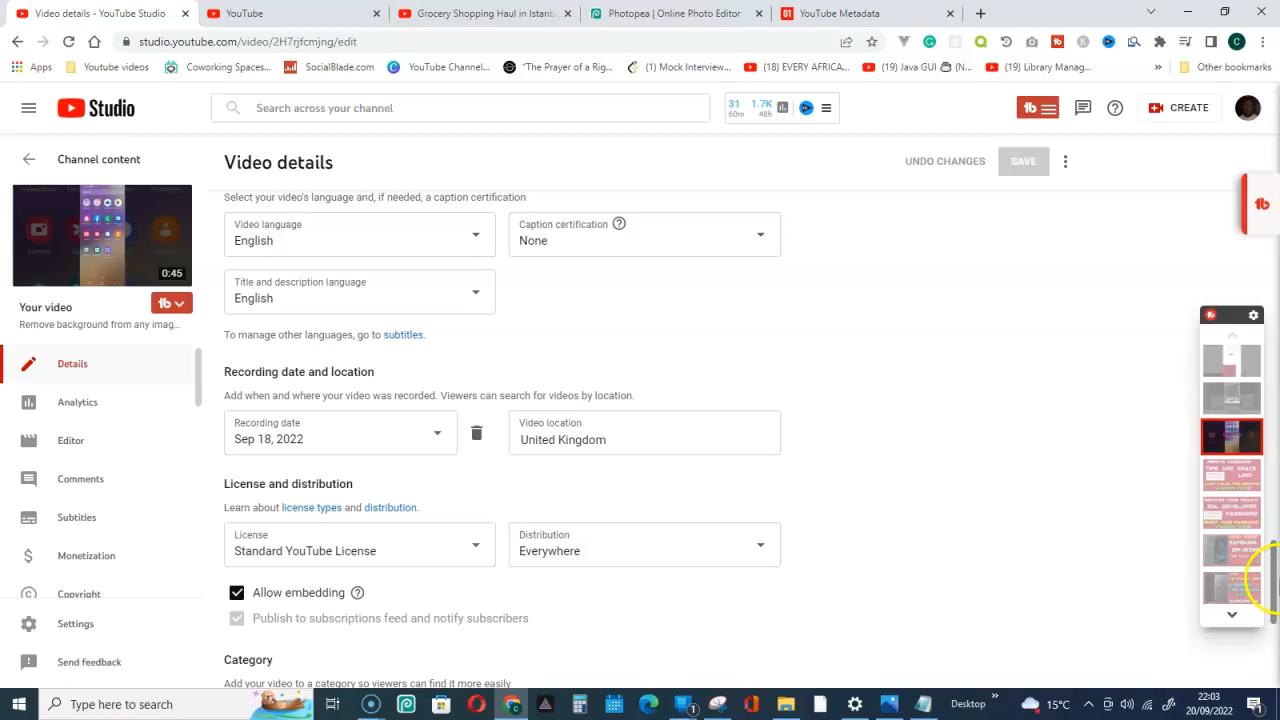 Video details - YouTube Studio
YouTube
Grocery shopping Haul in Istanb
Photopea | Online Photo Editor
YouTube Metadata
studio.youtube.com/video/2H7rjfcmjng/edit
Apps
Youtube videos
Coworking Spaces...
SocialBlade.com
YouTube Channel...
"The Prayer of a Rig...
(1) Mock Interview...
(18) EVERY AFRICA...
(19) Java GUI
(N...
(19) Library Manag...
Other bookmarks
Studio
Search across your channel
31 1.7K
60m 48h
CREATE
Channel content
Video details
UNDO CHANGES
SAVE
Select your video's language and, if needed, a caption certification
Video language
English
Caption certification
None
0:45
Your video
Remove background from any imag...
Title and description language
English
To manage other languages, go to subtitles.
Details
Analytics
Editor
Comments
Subtitles
Monetization
Copyright
Settings
Send feedback
Recording date and location
Add when and where your video was recorded. Viewers can search for videos by location.
Recording date
Sep 18, 2022
Video location
United Kingdom
License and distribution
Learn about license types and distribution.
License
Standard YouTube License
Distribution
Everywhere
Allow embedding
Publish to subscriptions feed and notify subscribers
Category
Add your video to a category so viewers can find it more easily
Type here to search
Desktop
15°C
22:03
20/09/2022